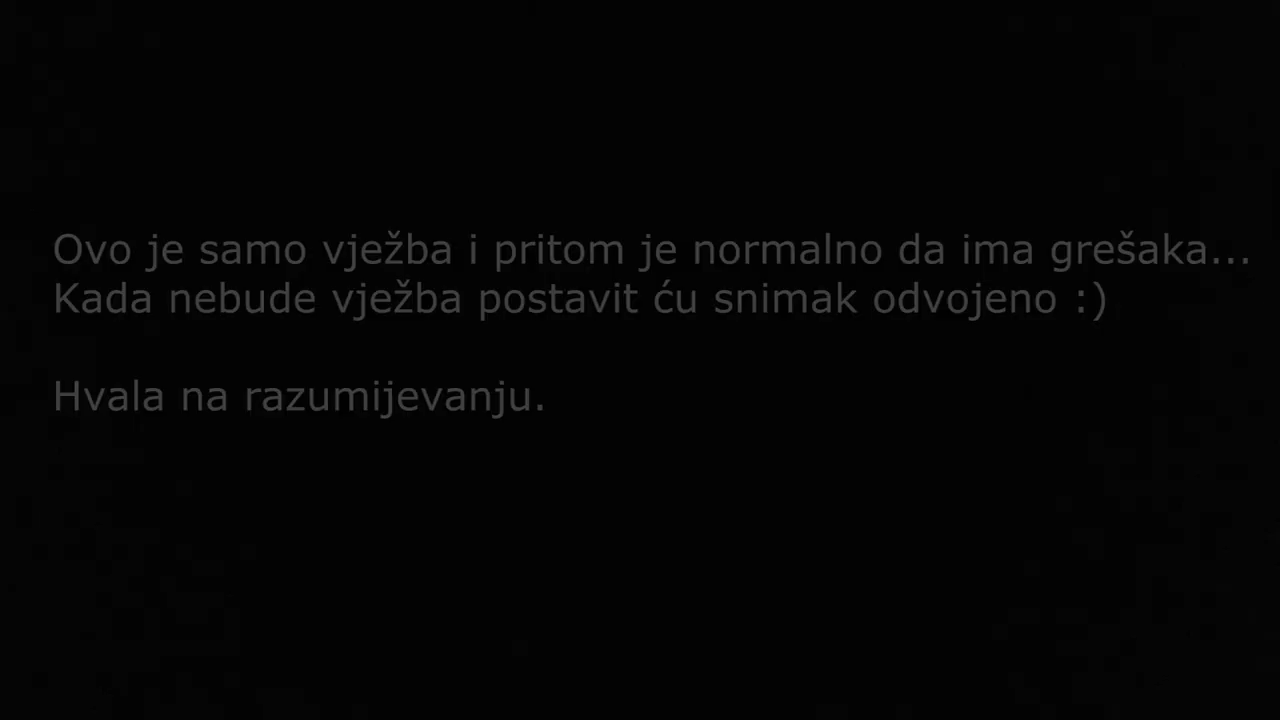 Ovo je samo vježba i pritom je normalno da ima grešaka...
Kada nebude vježba postavit ću snimak odvojeno :)
Hvala na razumijevanju.